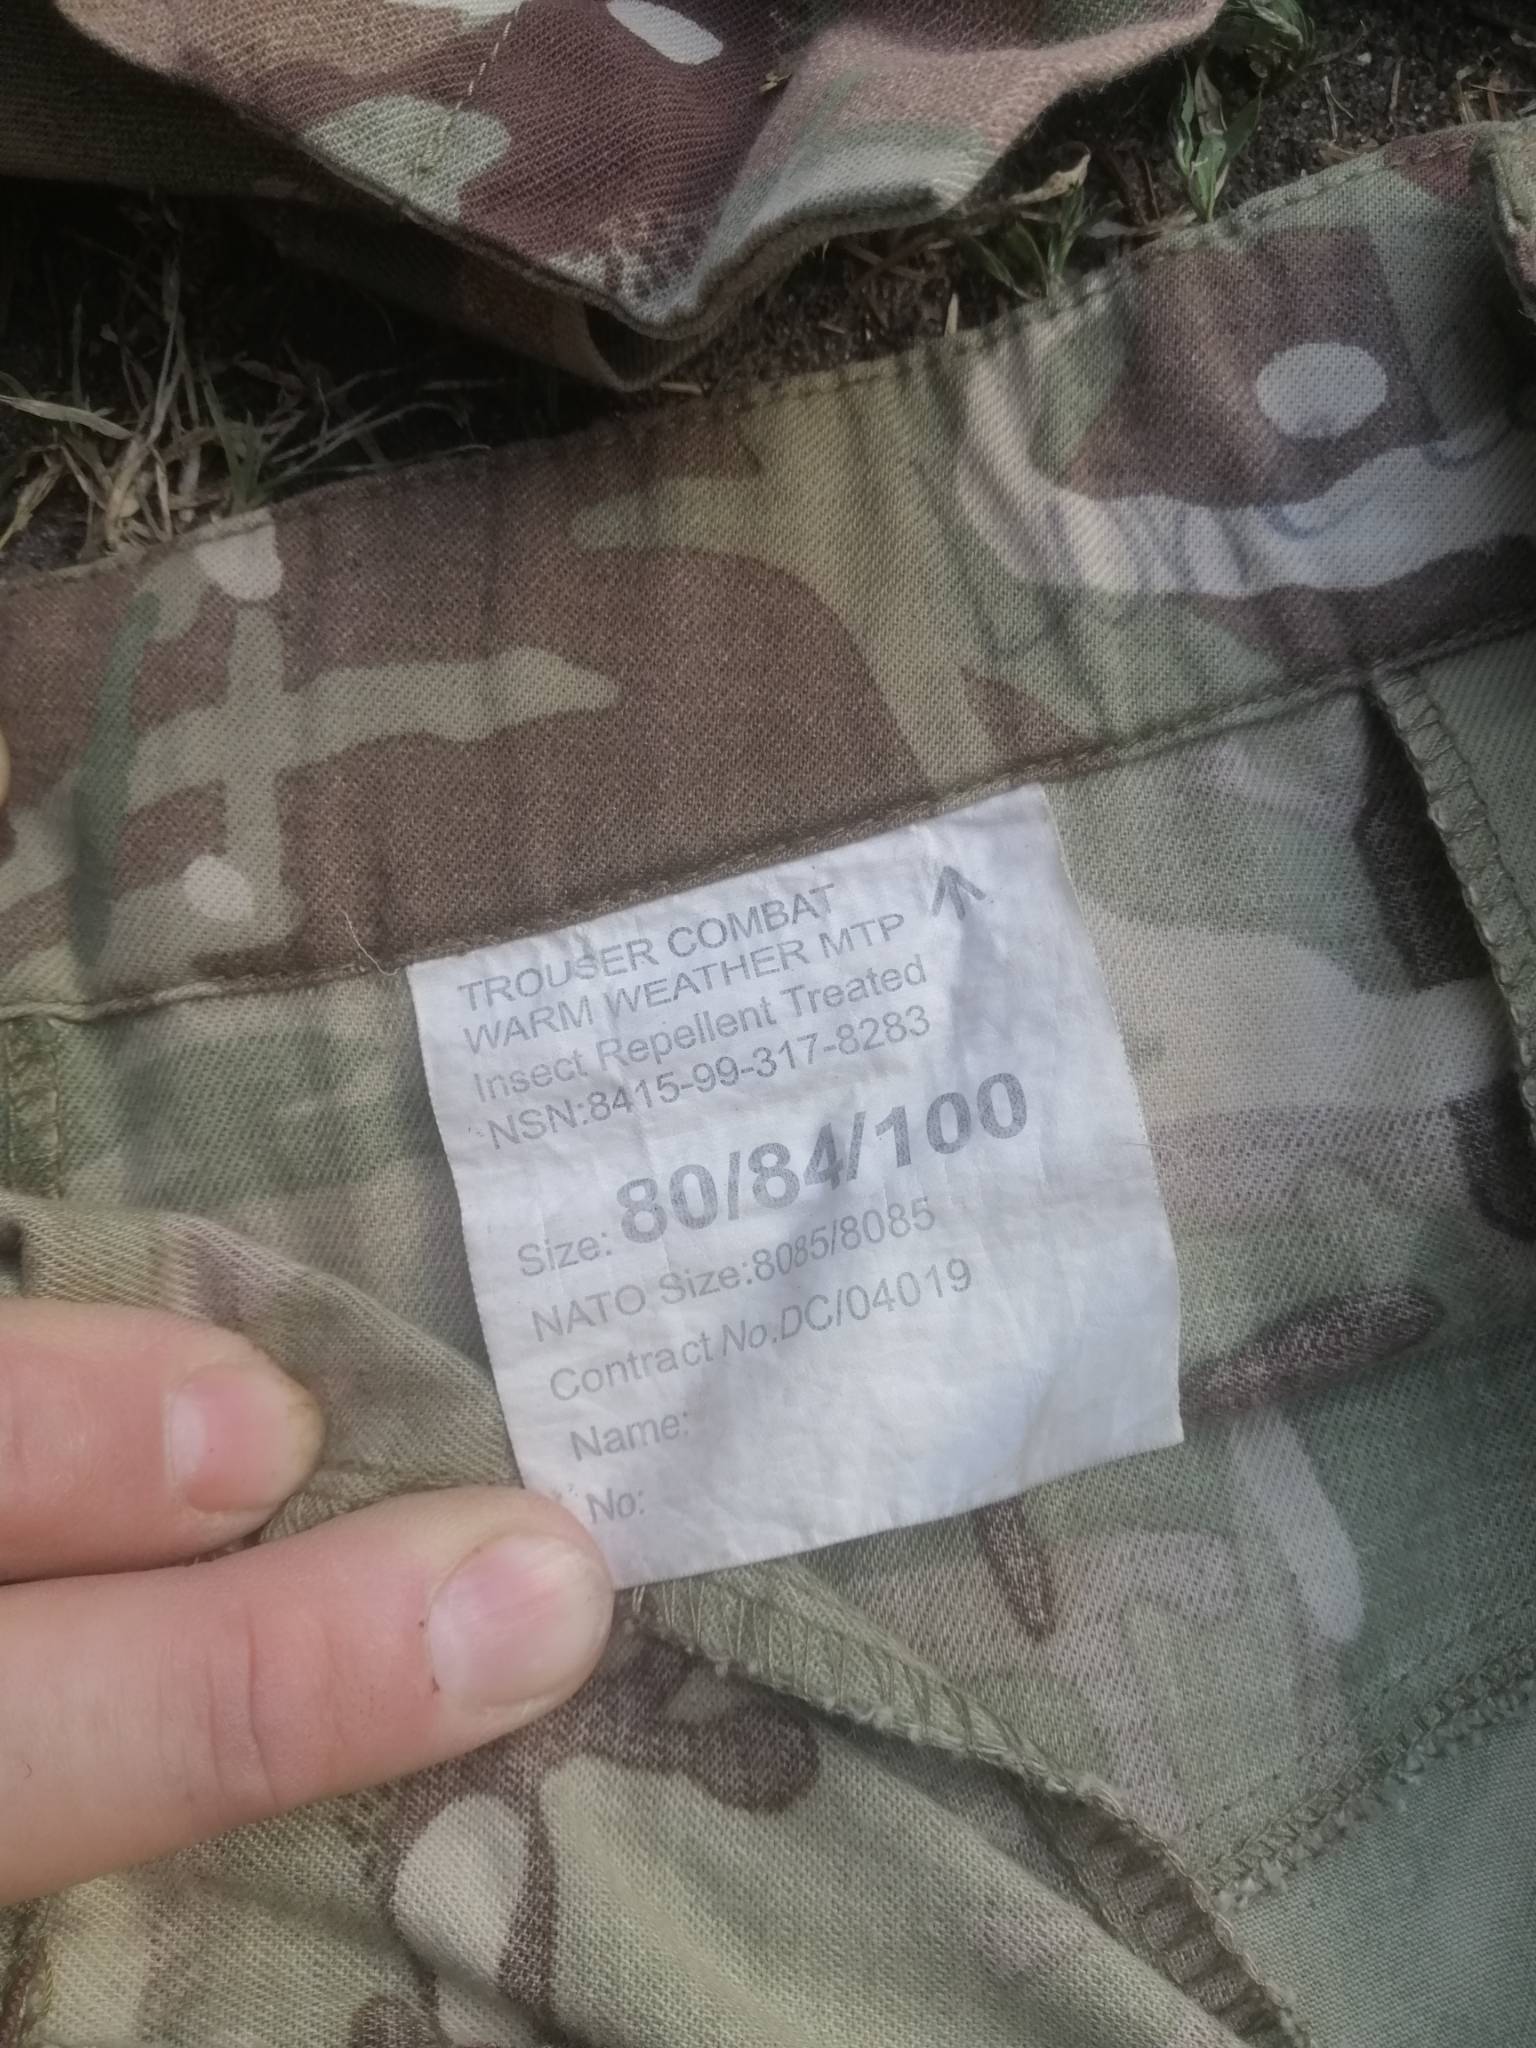 TROUSER COMBAT
WARM WEATHER MTP
Insect Repellent Treated
NSN:8415-99-317-8283
Size: 80/84/100
NATO Size:8085/8085
Contract No.DC/04019
Name:
No: